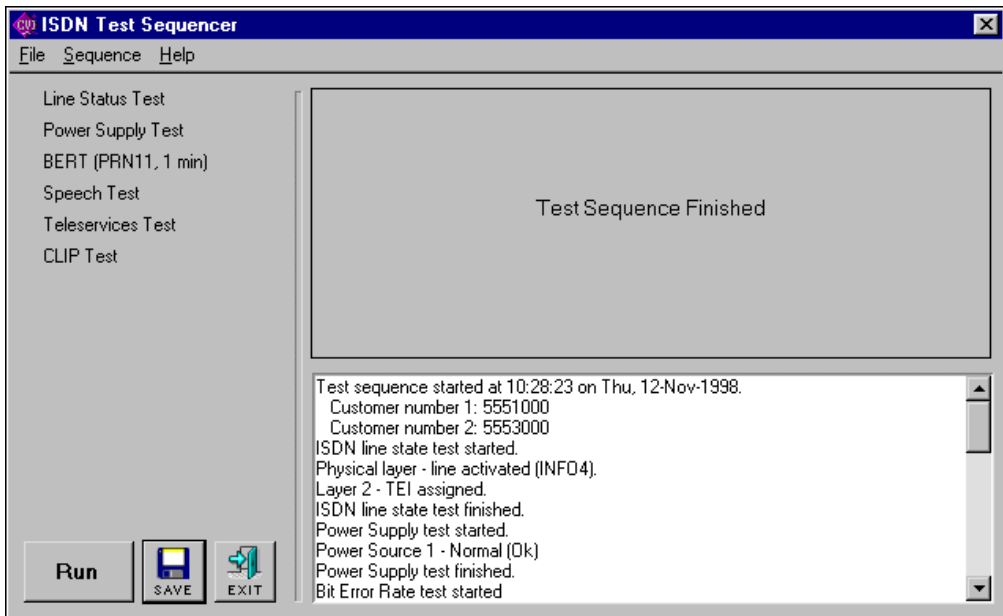 CVI ISDN Test Sequencer
File Sequence Help
Line Status Test
Power Supply Test
BERT (PRN11, 1 min)
Speech Test
Teleservices Test
CLIP Test
Test Sequence Finished
Test sequence started at 10:28:23 on Thu, 12-Nov-1998.
Customer number 1: 5551000
Customer number 2: 5553000
ISDN line state test started.
Physical layer - line activated (INFO4).
Layer 2 - TEI assigned.
ISDN line state test finished.
Power Supply test started.
Power Source 1 - Normal (Ok)
Power Supply test finished.
Bit Error Rate test started
Run
SAVE
EXIT